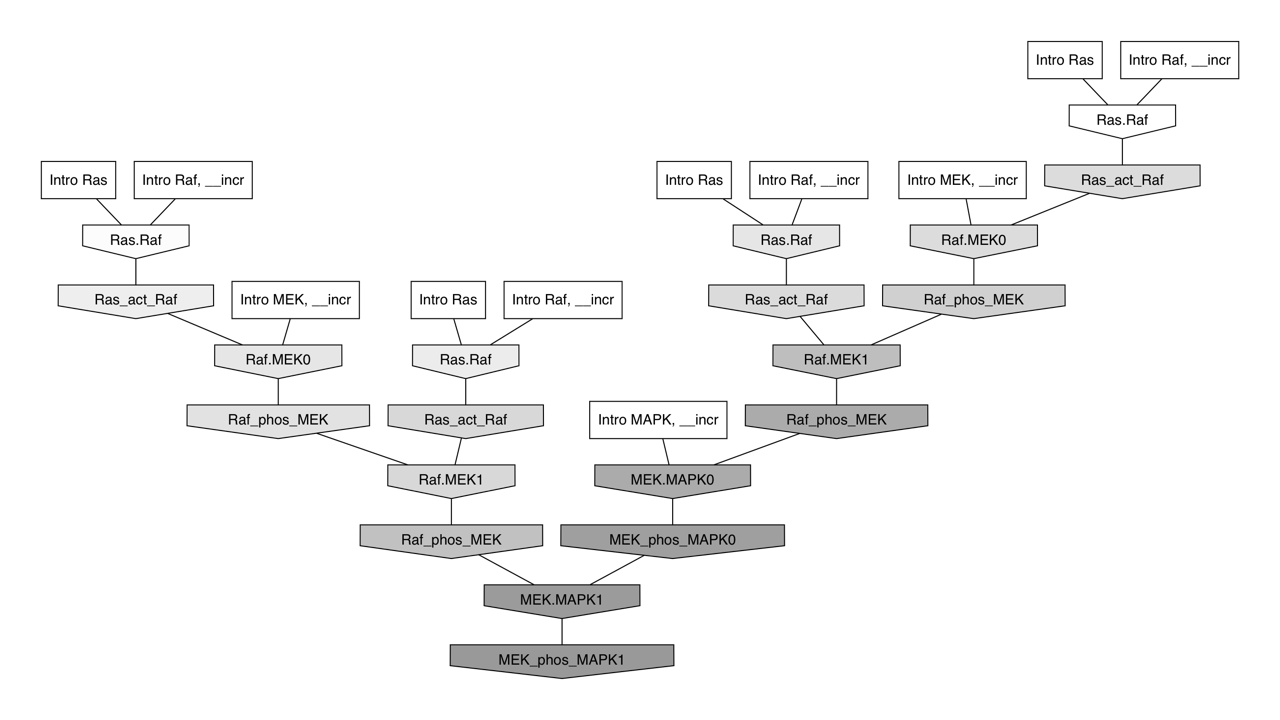 Intro Ras
Intro Raf, __incr
Ras.Raf
Intro Ras
Intro Raf, __incr
Intro Ras
Intro Raf, __incr
Intro MEK, __incr
Ras_act_Raf
Ras.Raf
Ras.Raf
Raf.MEK0
Ras_act_Raf
Intro MEK, __incr
Intro Ras
Intro Raf, __incr
Ras_act_Raf
Raf_phos_MEK
Raf.MEK0
Ras.Raf
Raf.MEK1
Raf_phos_MEK
Ras_act_Raf
Intro MAPK, __incr
Raf_phos_MEK
Raf.MEK1
MEK.MAPK0
Raf_phos_MEK
MEK_phos_MAPK0
MEK.MAPK1
MEK_phos_MAPK1